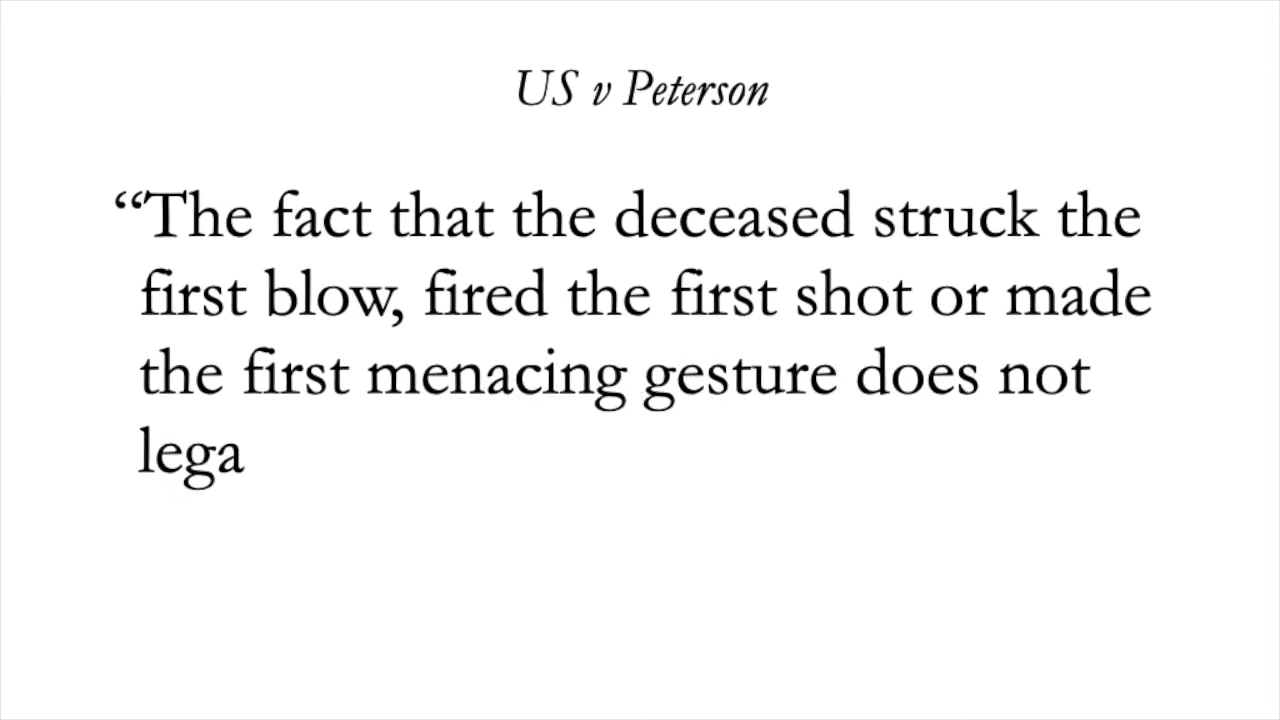 US v Peterson
“The fact that the deceased struck the
first blow, fired the first shot or made
the first menacing gesture does not
lega